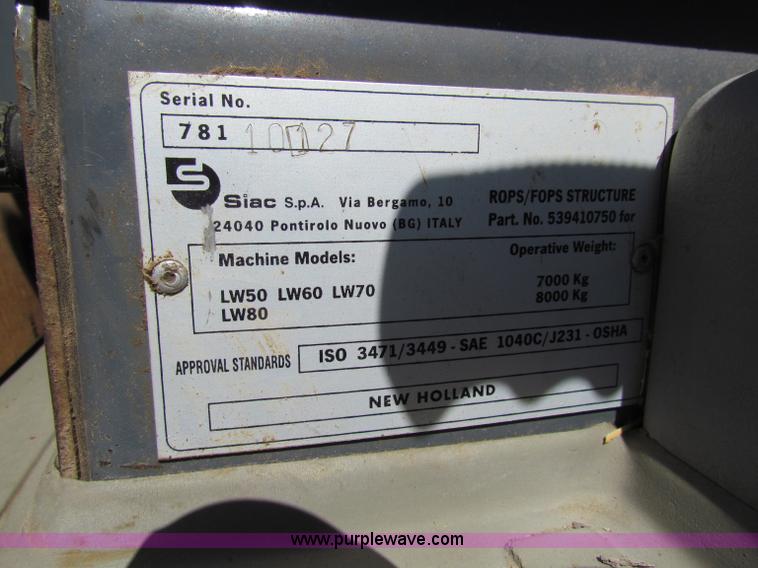 Serial No.
781 10127
S Siac S.p.A. Via Bergamo, 10
24040 Pontirolo Nuovo (BG) ITALY
ROPS/FOPS STRUCTURE
Part. No. 539410750 for
Machine Models:
Operative Weight:
LW50 LW60 LW70
7000 Kg
LW80
8000 Kg
APPROVAL STANDARDS
ISO 3471/3449 - SAE 1040C/J231 - OSHA
NEW HOLLAND
www.purplewave.com